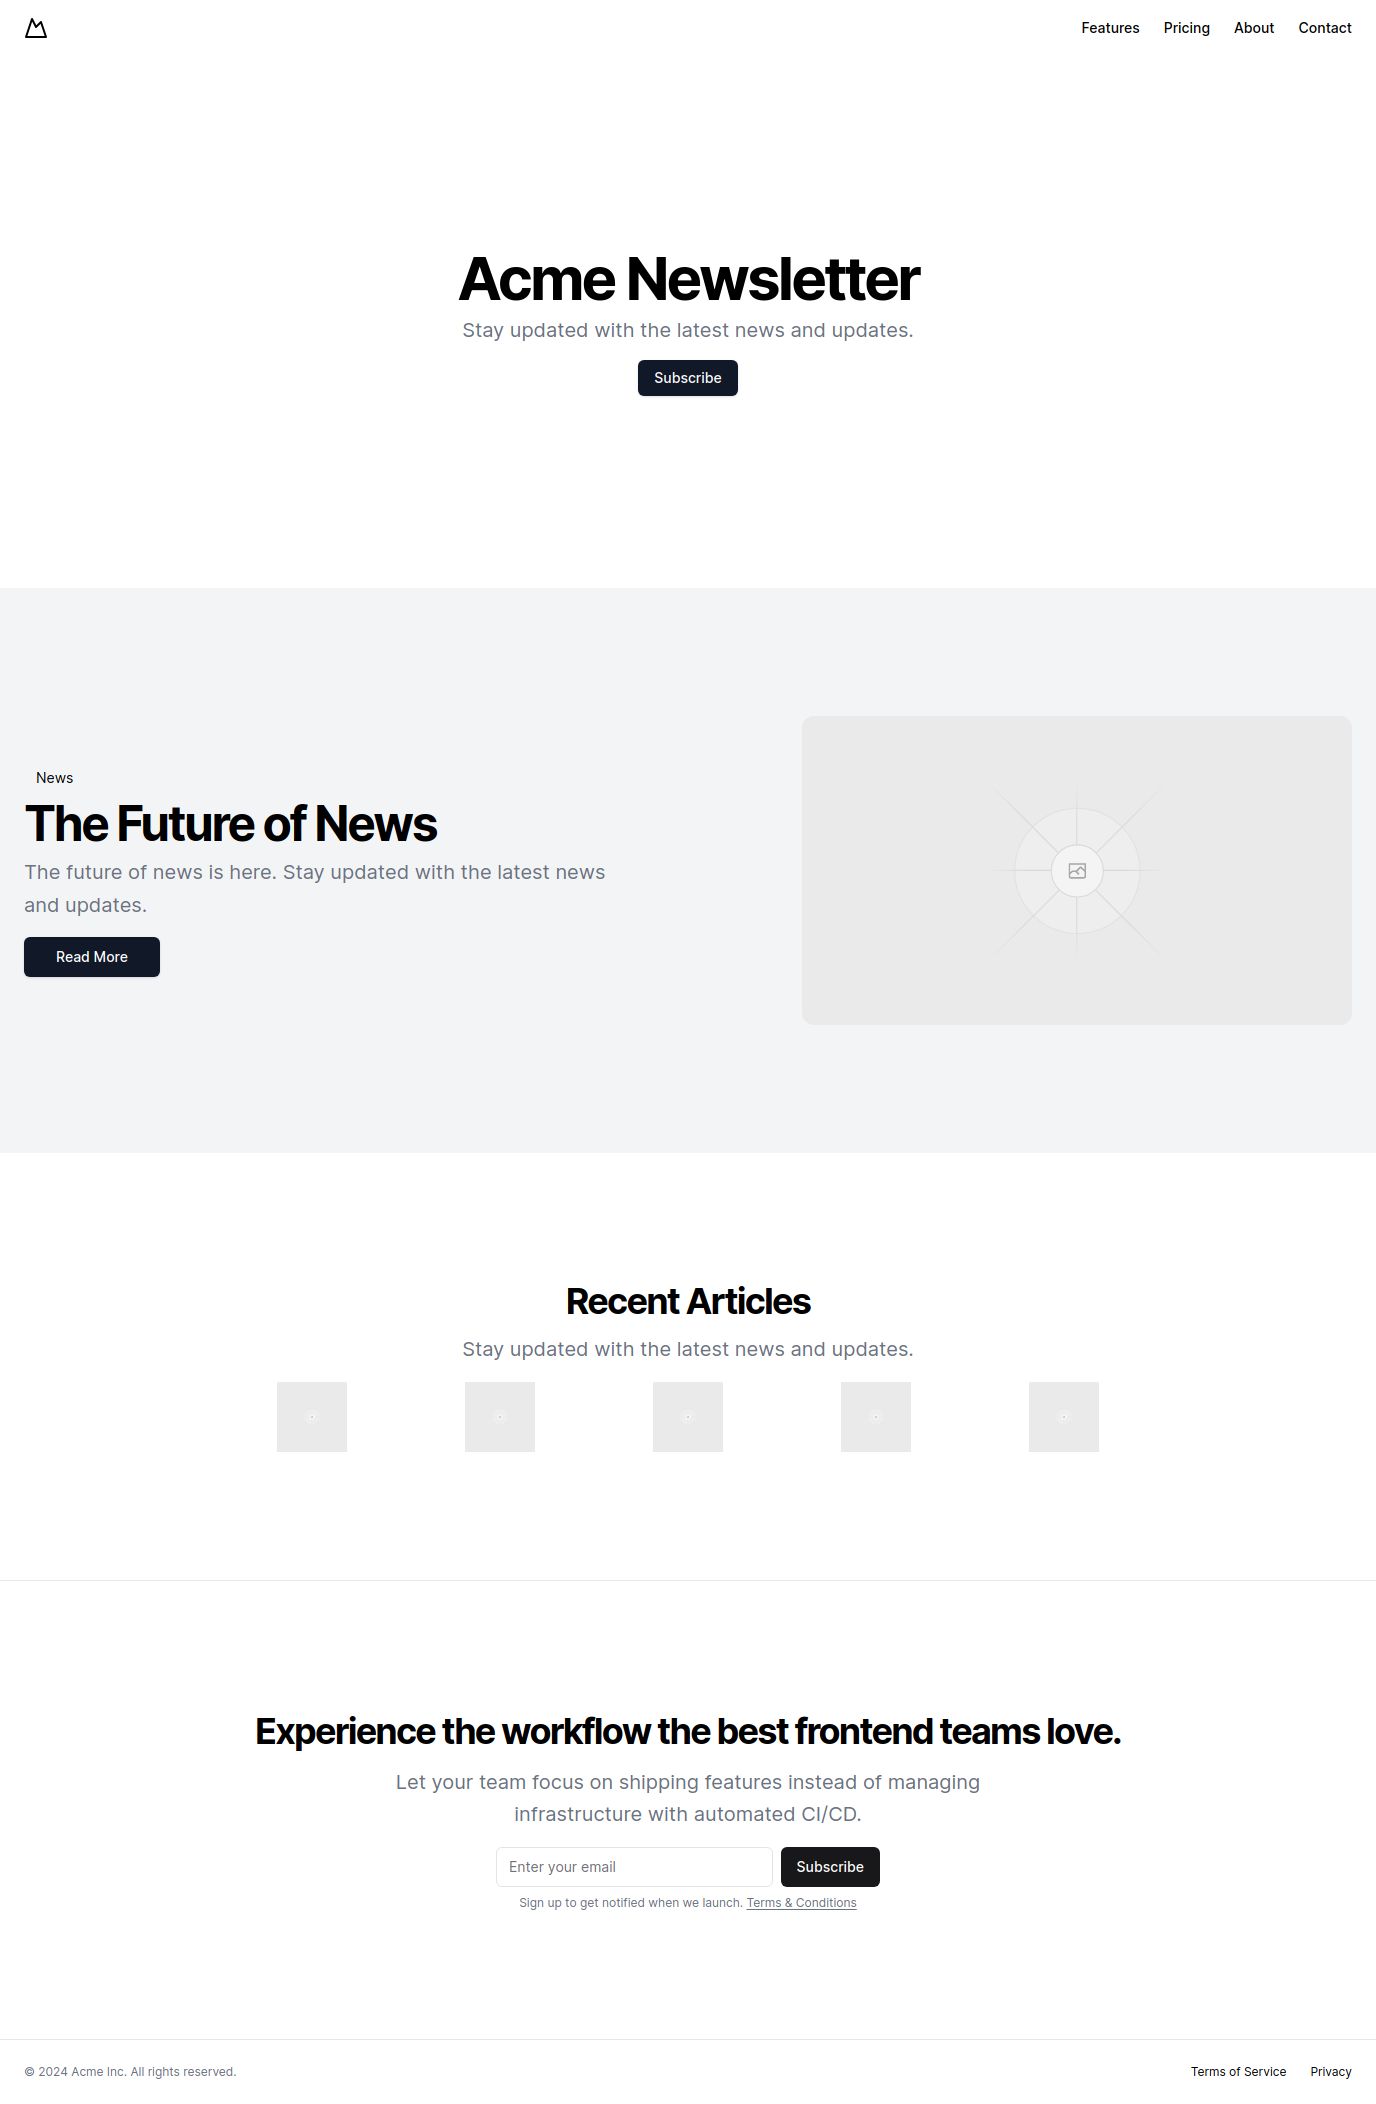 Features Pricing About Contact
Acme Newsletter
Stay updated with the latest news and updates.
Subscribe
News
The Future of News
The future of news is here. Stay updated with the latest news
and updates.
Read More
Recent Articles
Stay updated with the latest news and updates.
Experience the workflow the best frontend teams love.
Let your team focus on shipping features instead of managing
infrastructure with automated CI/CD.
Enter your email Subscribe
Sign up to get notified when we launch. Terms & Conditions
© 2024 Acme Inc. All rights reserved. Terms of Service Privacy